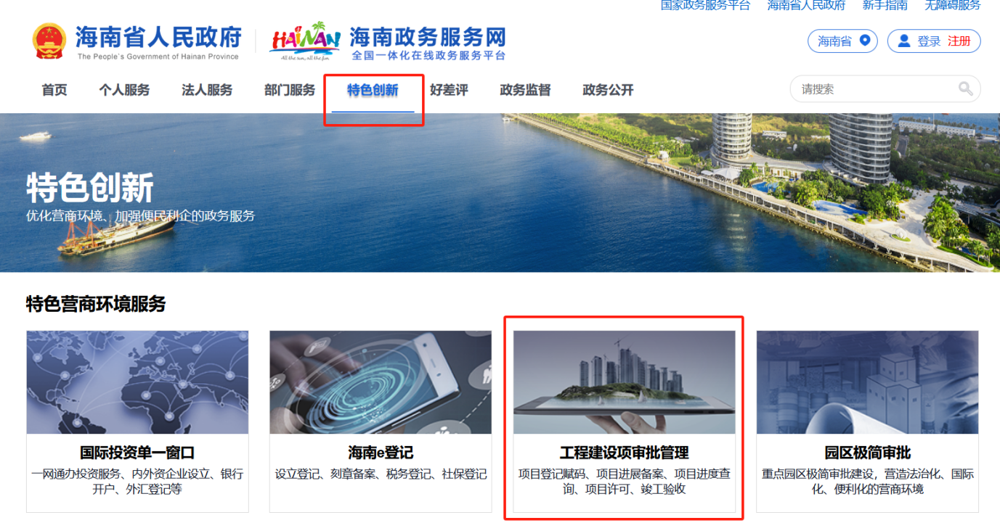 国家政务服务平台 海南省人民政府 新手指南 无障碍服务
海南省人民政府
The People's Government of Hainan Province
HAINAN
All the sun, all the fun
海南政务服务网
全国一体化在线政务服务平台
海南省 登录 注册
首页 个人服务 法人服务 部门服务 特色创新 好差评 政务监督 政务公开
请搜索
特色创新
优化营商环境、加强便民利企的政务服务
特色营商环境服务
国际投资单一窗口
一网通办投资服务、内外资企业设立、银行
开户、外汇登记等
海南e登记
设立登记、刻章备案、税务登记、社保登记
工程建设项审批管理
项目登记赋码、项目进展备案、项目进度查
询、项目许可、竣工验收
园区极简审批
重点园区极简审批建设，营造法治化、国际
化、便利化的营商环境